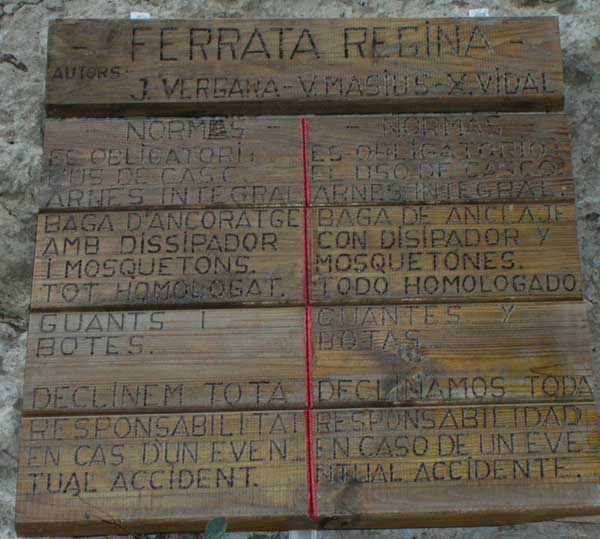 - FERRATA REGINA -
AUTORS: J. VERGARA - V. MASIUS - X. VIDAL
- NORMES -
ES OBLIGATORI:
L'US DE CASC
ARNES INTEGRAL
BAGA D'ANCORATGE
AMB DISSIPADOR
I MOSQUETONS.
TOT HOMOLOGAT.
GUANTS I
BOTES.
DECLINEM TOTA
RESPONSABILITAT
EN CAS D'UN EVEN-
TUAL ACCIDENT.
- NORMAS -
ES OBLIGATORIO:
EL USO DE CASCO
ARNES INTEGRAL.
BAGA DE ANCLAJE
CON DISIPADOR Y
MOSQUETONES.
TODO HOMOLOGADO.
GUANTES Y
BOTAS.
DECLINAMOS TODA
RESPONSABILIDAD
EN CASO DE UN EVE
NTUAL ACCIDENTE.